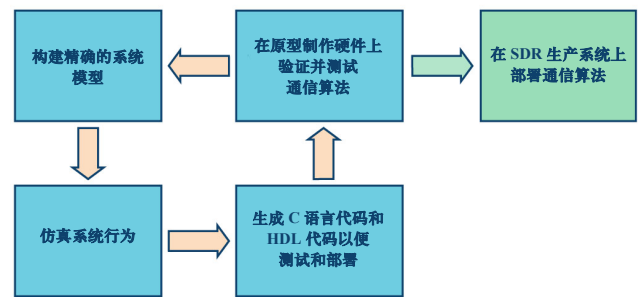 构建精确的系统
模型
在原型制作硬件上
验证并测试
通信算法
在 SDR 生产系统上
部署通信算法
仿真系统行为
生成 C 语言代码和
HDL 代码以便
测试和部署